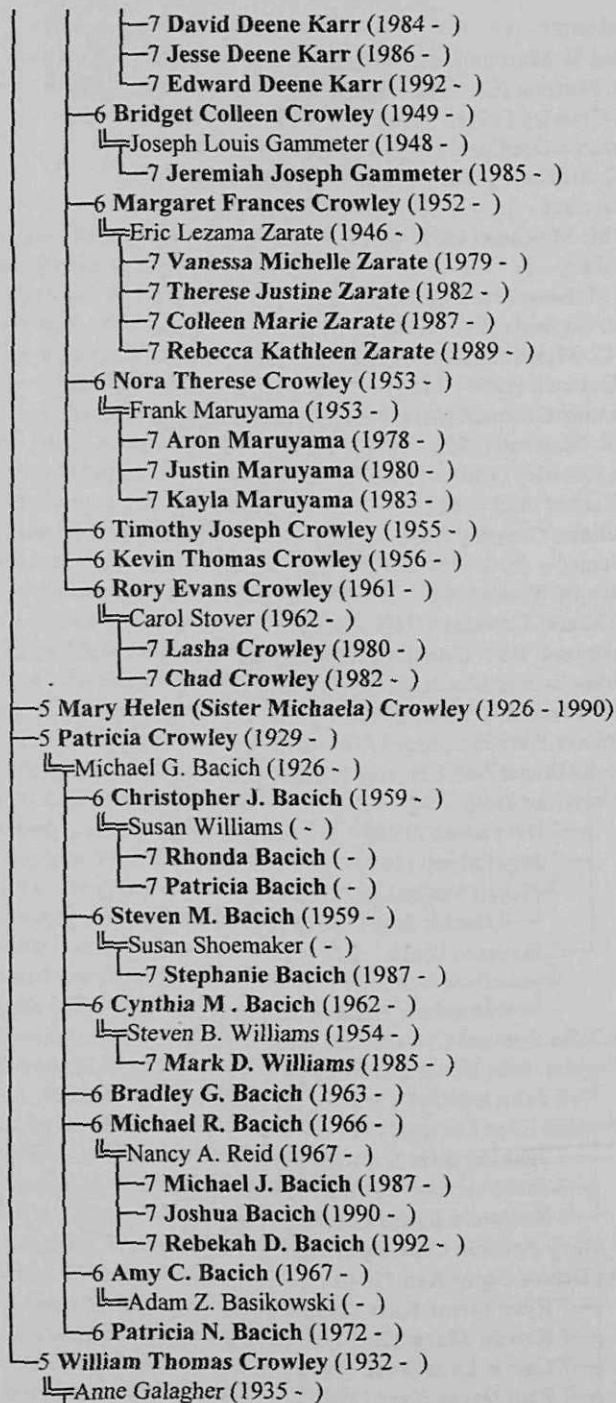 7 David Deene Karr (1984 - )
7 Jesse Deene Karr (1986 - )
7 Edward Deene Karr (1992 - )
6 Bridget Colleen Crowley (1949 - )
Joseph Louis Gammeter (1948 - )
7 Jeremiah Joseph Gammeter (1985 - )
6 Margaret Frances Crowley (1952 - )
Eric Lezama Zarate (1946 - )
7 Vanessa Michelle Zarate (1979 - )
7 Therese Justine Zarate (1982 - )
7 Colleen Marie Zarate (1987 - )
7 Rebecca Kathleen Zarate (1989 - )
6 Nora Therese Crowley (1953 - )
Frank Maruyama (1953 - )
7 Aron Maruyama (1978 - )
7 Justin Maruyama (1980 - )
7 Kayla Maruyama (1983 - )
6 Timothy Joseph Crowley (1955 - )
6 Kevin Thomas Crowley (1956 - )
6 Rory Evans Crowley (1961 - )
Carol Stover (1962 - )
7 Lasha Crowley (1980 - )
7 Chad Crowley (1982 - )
5 Mary Helen (Sister Michaela) Crowley (1926 - 1990)
5 Patricia Crowley (1929 - )
Michael G. Bacich (1926 - )
6 Christopher J. Bacich (1959 - )
Susan Williams ( - )
7 Rhonda Bacich ( - )
7 Patricia Bacich ( - )
6 Steven M. Bacich (1959 - )
Susan Shoemaker ( - )
7 Stephanie Bacich (1987 - )
6 Cynthia M . Bacich (1962 - )
Steven B. Williams (1954 - )
7 Mark D. Williams (1985 - )
6 Bradley G. Bacich (1963 - )
6 Michael R. Bacich (1966 - )
Nancy A. Reid (1967 - )
7 Michael J. Bacich (1987 - )
7 Joshua Bacich (1990 - )
7 Rebekah D. Bacich (1992 - )
6 Amy C. Bacich (1967 - )
Adam Z. Basikowski ( - )
6 Patricia N. Bacich (1972 - )
5 William Thomas Crowley (1932 - )
Anne Galagher (1935 - )